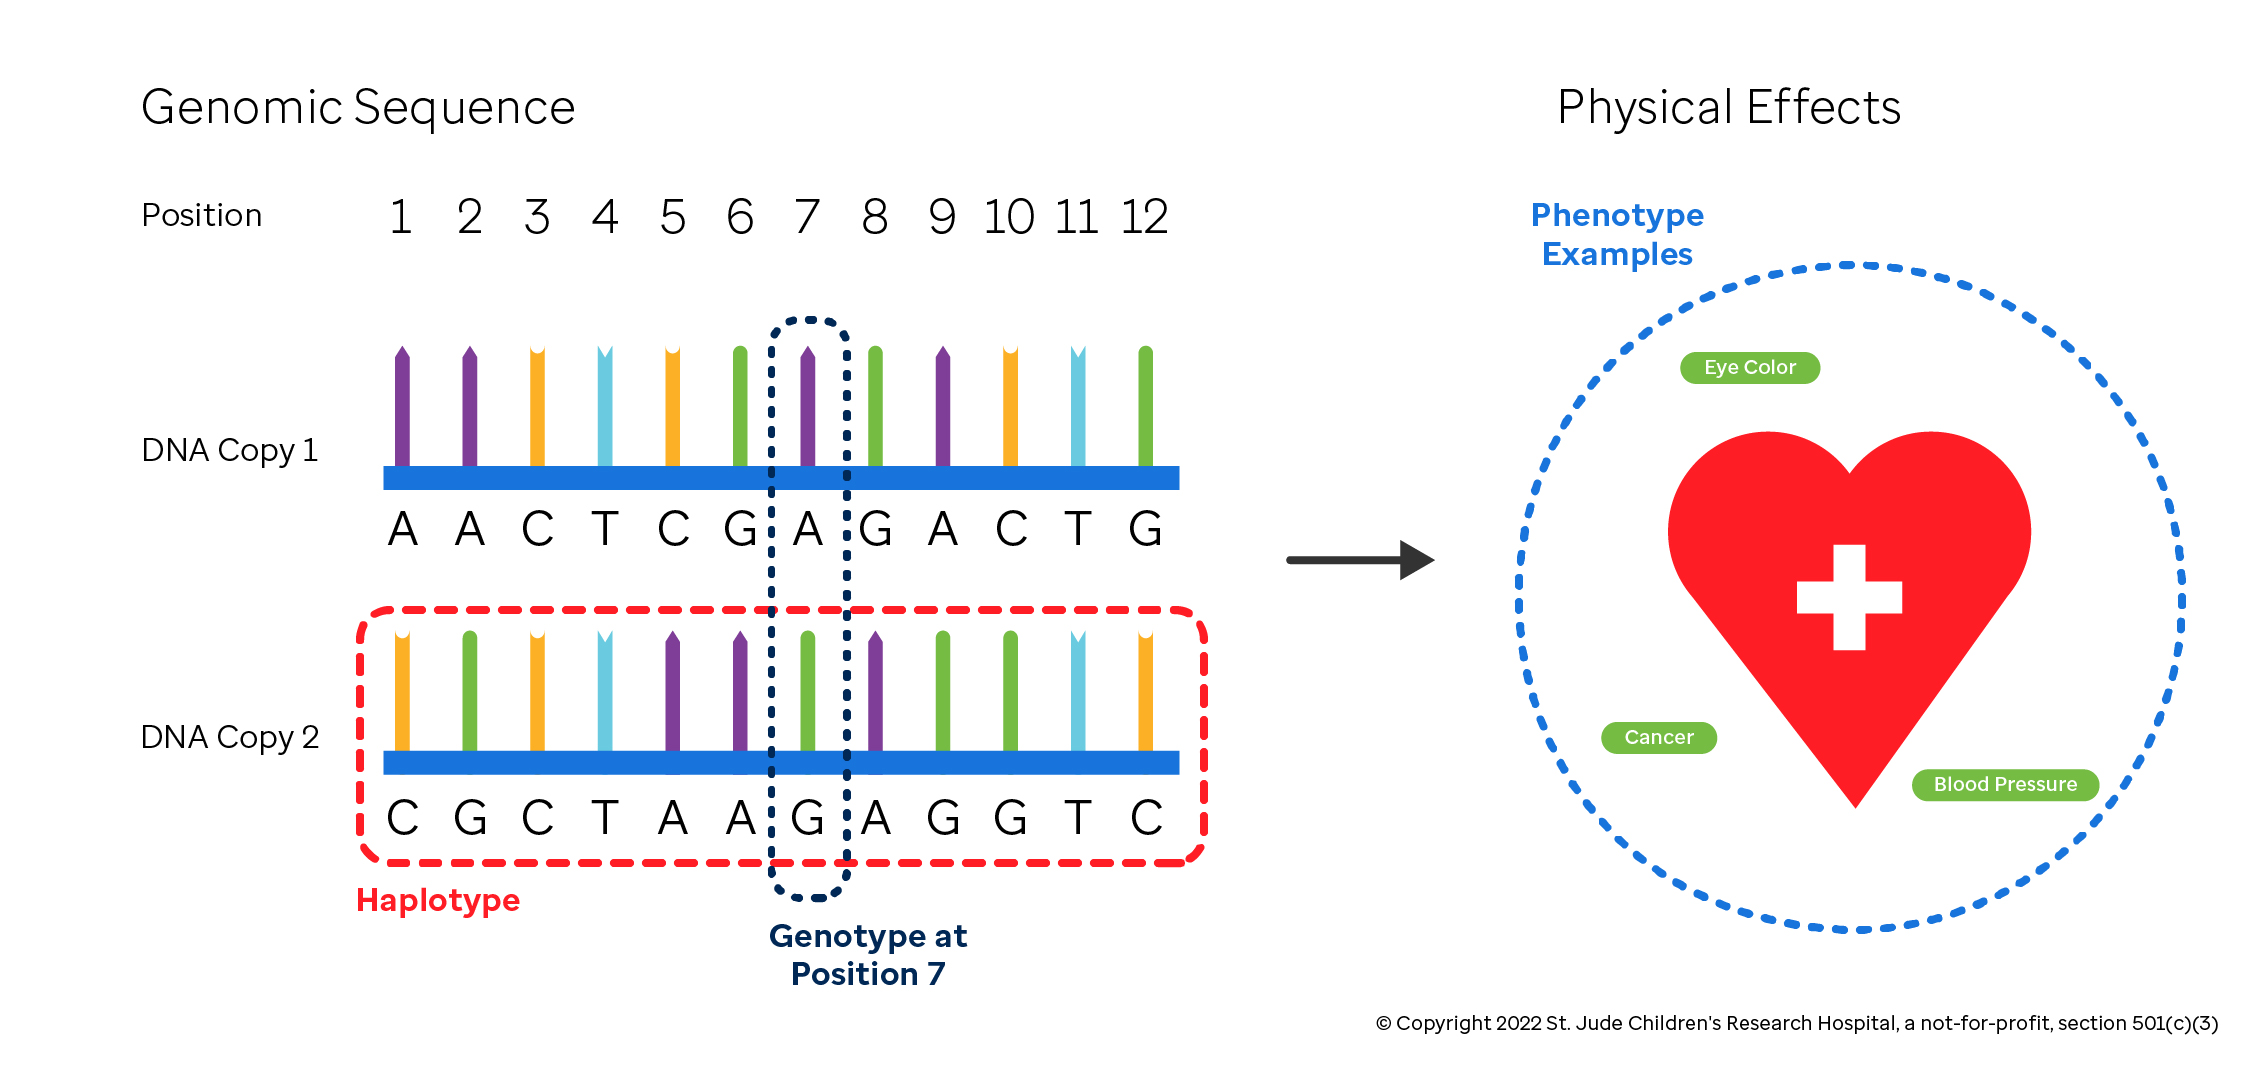 Genomic Sequence
Physical Effects
Position 1 2 3 4 5 6 7 8 9 10 11 12
Phenotype
Examples
Eye Color
DNA Copy 1
A A C T C G A G A C T G
DNA Copy 2
C G C T A A G A G G T C
Cancer
Blood Pressure
Haplotype
Genotype at
Position 7
© Copyright 2022 St. Jude Children's Research Hospital, a not-for-profit, section 501(c)(3)